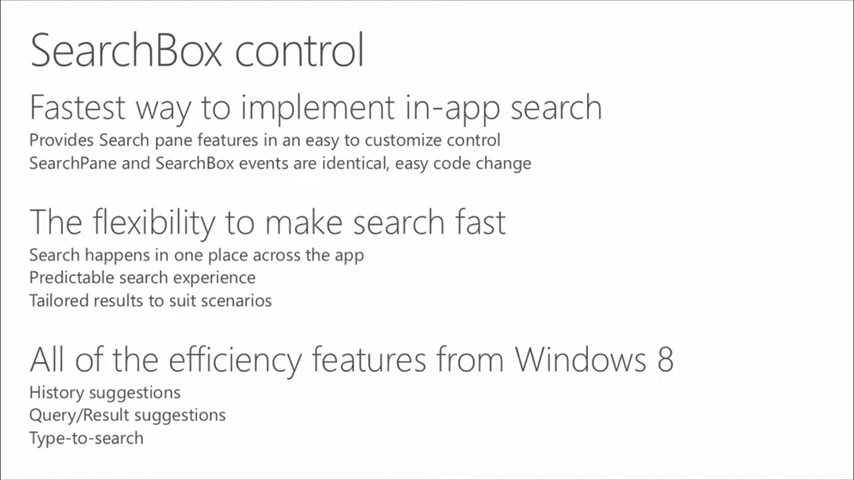 SearchBox control
Fastest way to implement in-app search
Provides Search pane features in an easy to customize control
SearchPane and SearchBox events are identical, easy code change
The flexibility to make search fast
Search happens in one place across the app
Predictable search experience
Tailored results to suit scenarios
All of the efficiency features from Windows 8
History suggestions
Query/Result suggestions
Type-to-search